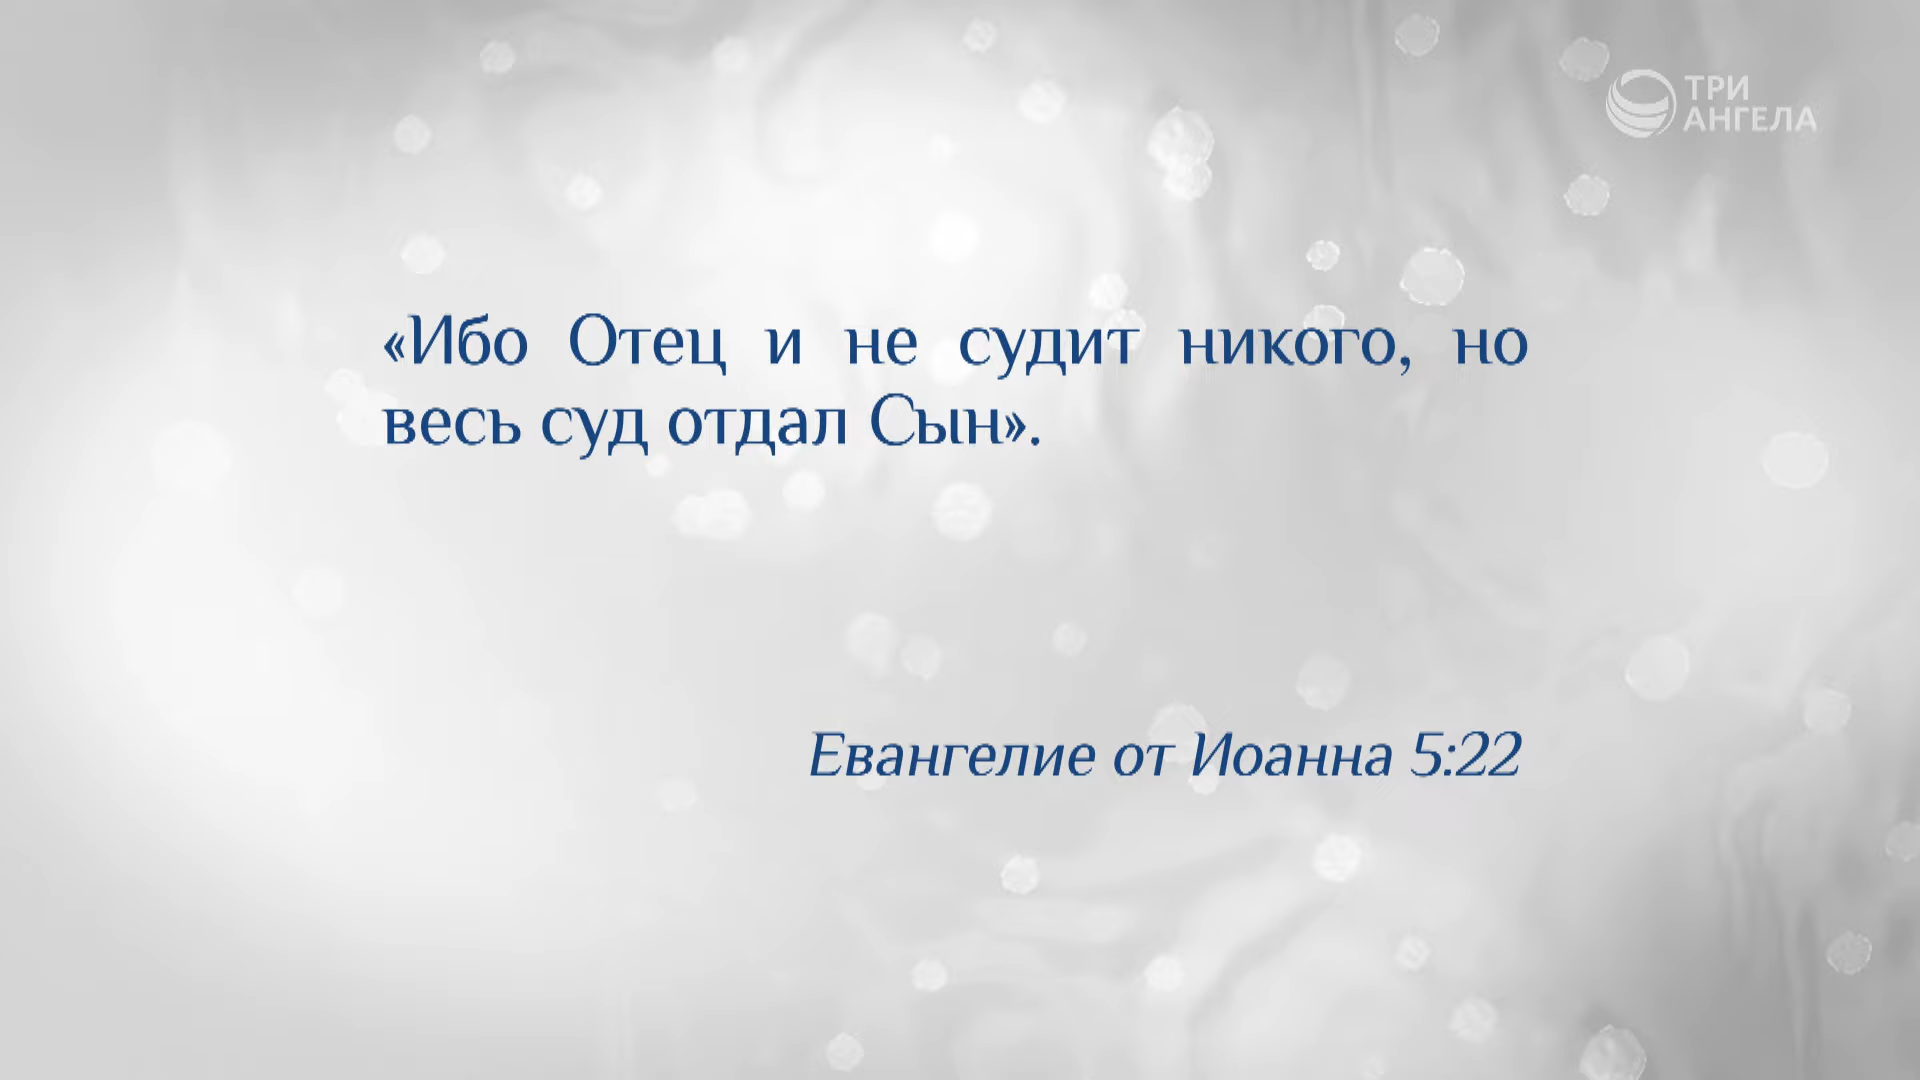 ТРИ
АНГЕЛА
«Ибо Отец и не судит никого, но
весь суд отдал Сын».
Евангелие от Иоанна 5:22